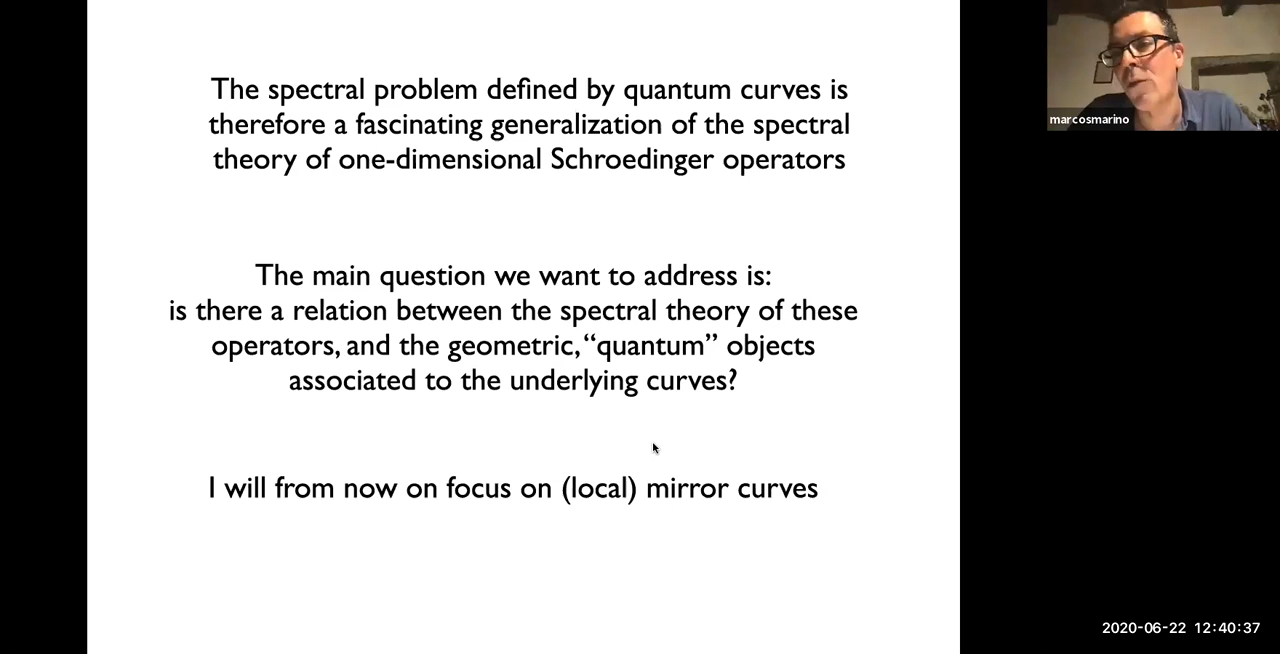 The spectral problem defined by quantum curves is
therefore a fascinating generalization of the spectral
theory of one-dimensional Schroedinger operators
The main question we want to address is:
is there a relation between the spectral theory of these
operators, and the geometric, “quantum” objects
associated to the underlying curves?
I will from now on focus on (local) mirror curves
marcosmarino
2020-06-22 12:40:37